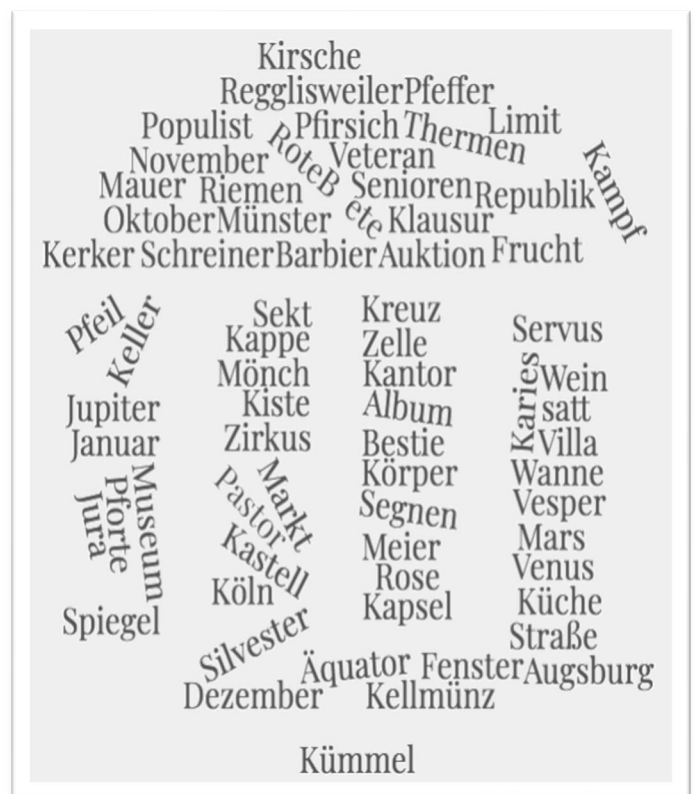 Kirsche
RegglisweilerPfeffer
Populist Pfirsich Thermen Limit
RoteB ete
November Veteran
Kampf
Mauer Riemen Senioren Republik
Oktober Münster Klausur
Kerker Schreiner Barbier Auktion Frucht
Pfeil Keller Sekt Kreuz Servus
Kappe Zelle
Karies
Mönch Kantor Wein
Jupiter Kiste Album satt
Januar Zirkus Bestie Villa
Museum Pforte Jura
Markt Pastor Körper Wanne
Kastell Segnen Vesper
Meier Mars
Köln Rose Venus
Spiegel Kapsel Küche
Silvester Straße
Äquator Fenster Augsburg
Dezember Kellmünz
Kümmel